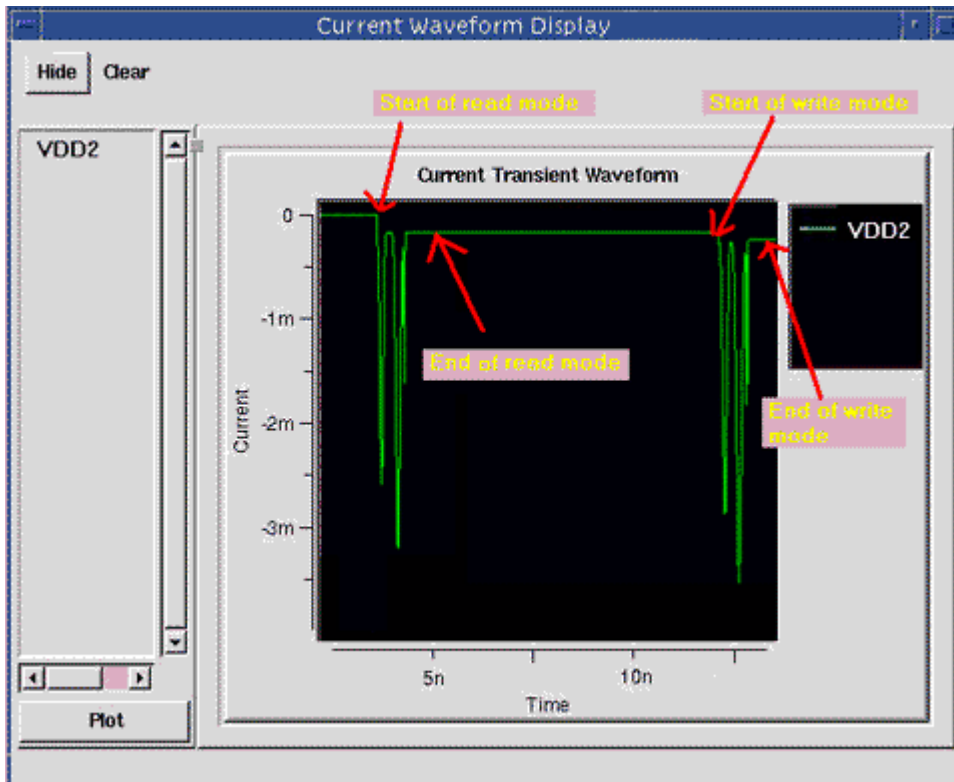 Current Waveform Display
Hide Clear
Start of read mode
Start of write mode
VDD2
Current Transient Waveform
VDD2
0
-1m
-2m
-3m
Current
End of read mode
End of write
mode
5n
10n
Time
Plot